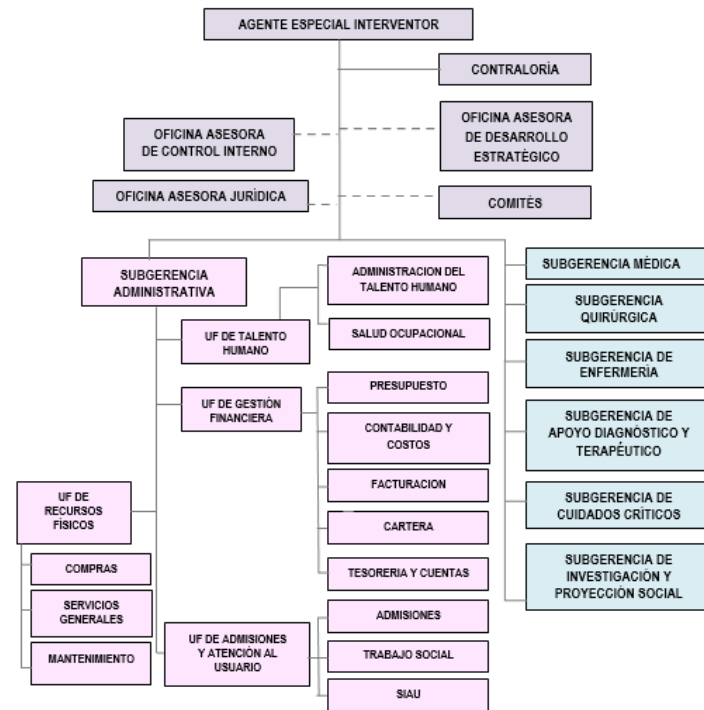 AGENTE ESPECIAL INTERVENTOR
CONTRALORÍA
OFICINA ASESORA
DE CONTROL INTERNO
OFICINA ASESORA
DE DESARROLLO
ESTRATÉGICO
OFICINA ASESORA JURÍDICA
COMITÉS
SUBGERENCIA
ADMINISTRATIVA
UF DE TALENTO
HUMANO
ADMINISTRACION DEL
TALENTO HUMANO
SALUD OCUPACIONAL
UF DE GESTIÓN
FINANCIERA
PRESUPUESTO
CONTABILIDAD Y
COSTOS
FACTURACION
CARTERA
TESORERIA Y CUENTAS
UF DE
RECURSOS
FÍSICOS
COMPRAS
SERVICIOS
GENERALES
MANTENIMIENTO
UF DE ADMISIONES
Y ATENCIÓN AL
USUARIO
ADMISIONES
TRABAJO SOCIAL
SIAU
SUBGERENCIA MÉDICA
SUBGERENCIA
QUIRÚRGICA
SUBGERENCIA DE
ENFERMERÍA
SUBGERENCIA DE
APOYO DIAGNÓSTICO Y
TERAPÉUTICO
SUBGERENCIA DE
CUIDADOS CRÍTICOS
SUBGERENCIA DE
INVESTIGACIÓN Y
PROYECCIÓN SOCIAL